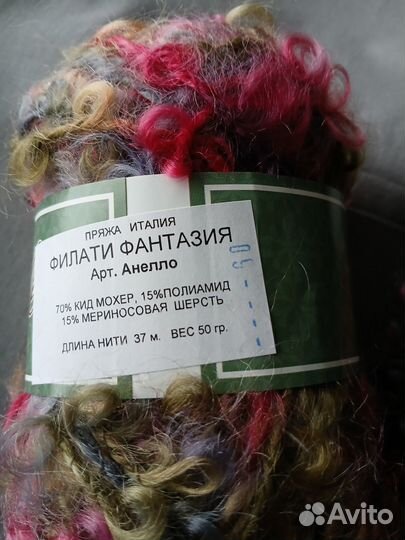 ПРЯЖА ИТАЛИЯ
ФИЛАТИ ФАНТАЗИЯ
Арт. Анелло
70% КИД МОХЕР, 15%ПОЛИАМИД
15% МЕРИНОСОВАЯ ШЕРСТЬ
ДЛИНА НИТИ 37 м. ВЕС 50 гр.
- - - 60
Avito